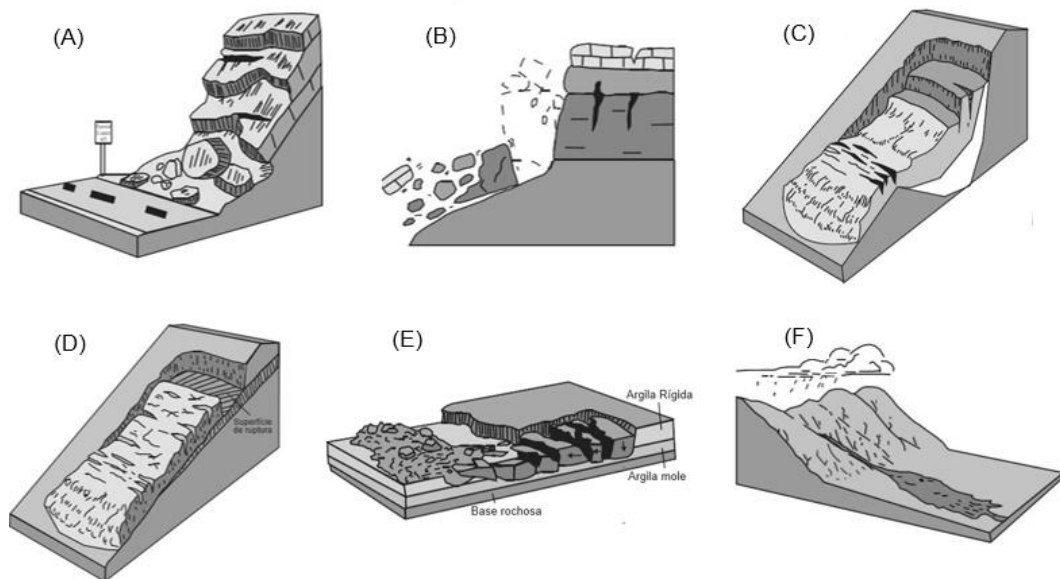 (A)
(B)
(C)
(D)
Superfície
de ruptura
(E)
Argila Rígida
Argila mole
Base rochosa
(F)